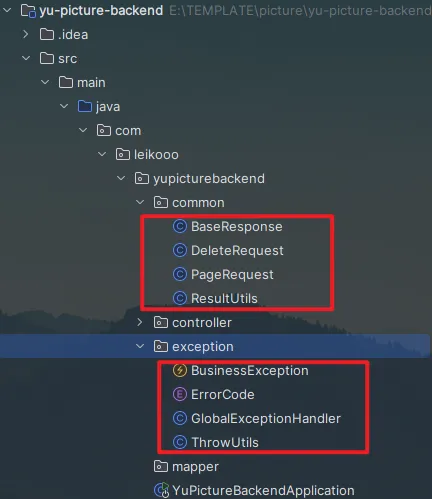 yu-picture-backend E:\TEMPLATE\picture\yu-picture-backend
.idea
src
main
java
com
leikooo
yupicturebackend
common
BaseResponse
DeleteRequest
PageRequest
ResultUtils
controller
exception
BusinessException
ErrorCode
GlobalExceptionHandler
ThrowUtils
mapper
YuPictureBackendApplication